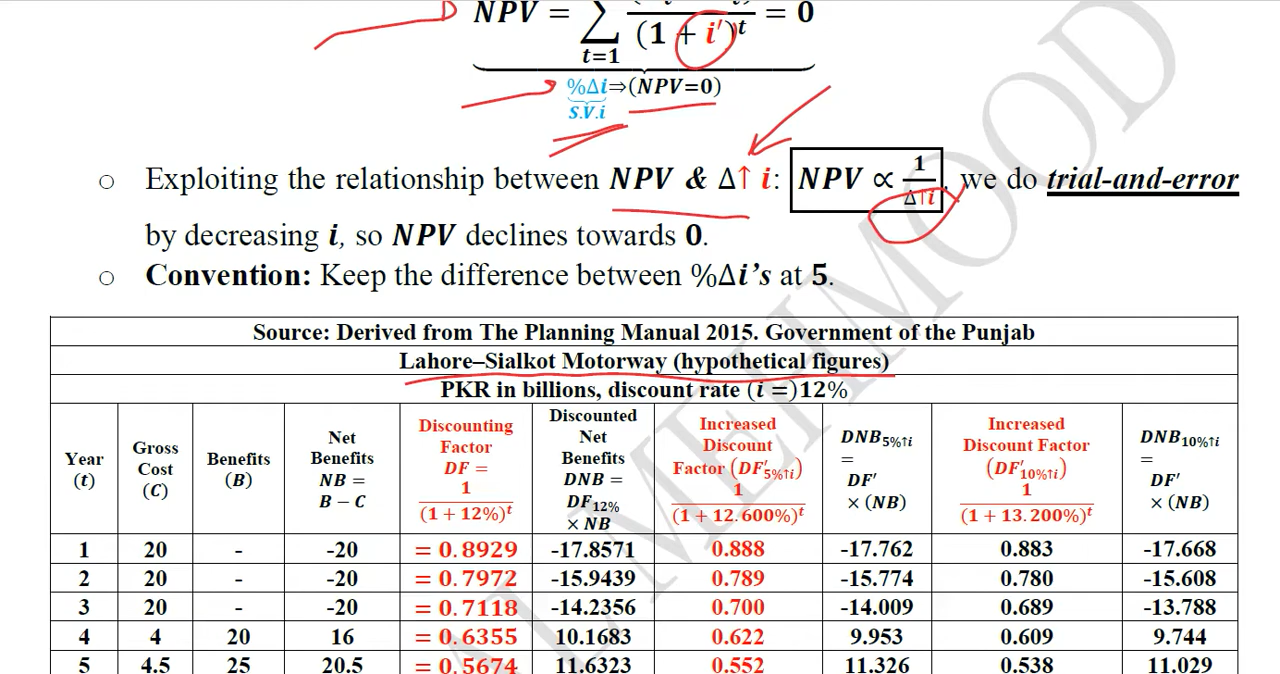 NPV = ∑ t=1 (1 + i′)^t = 0
%Δi⇒(NPV=0)
S.V.i
○ Exploiting the relationship between NPV & Δ↑ i: NPV ∝ 1/Δ↑i, we do trial-and-error
by decreasing i, so NPV declines towards 0.
○ Convention: Keep the difference between %Δi’s at 5.
Source: Derived from The Planning Manual 2015. Government of the Punjab
Lahore–Sialkot Motorway (hypothetical figures)
PKR in billions, discount rate (i =)12%
Year (t) | Gross Cost (C) | Benefits (B) | Net Benefits NB = B − C | Discounting Factor DF = 1/(1 + 12%)^t | Discounted Net Benefits DNB = DF12% × NB | Increased Discount Factor (DF′5%↑i) 1/(1 + 12.600%)^t | DNB5%↑i = DF′ × (NB) | Increased Discount Factor (DF′10%↑i) 1/(1 + 13.200%)^t | DNB10%↑i = DF′ × (NB)
1 | 20 | - | -20 | = 0.8929 | -17.8571 | 0.888 | -17.762 | 0.883 | -17.668
2 | 20 | - | -20 | = 0.7972 | -15.9439 | 0.789 | -15.774 | 0.780 | -15.608
3 | 20 | - | -20 | = 0.7118 | -14.2356 | 0.700 | -14.009 | 0.689 | -13.788
4 | 4 | 20 | 16 | = 0.6355 | 10.1683 | 0.622 | 9.953 | 0.609 | 9.744
5 | 4.5 | 25 | 20.5 | = 0.5674 | 11.6323 | 0.552 | 11.326 | 0.538 | 11.029
AL MEHMOOD